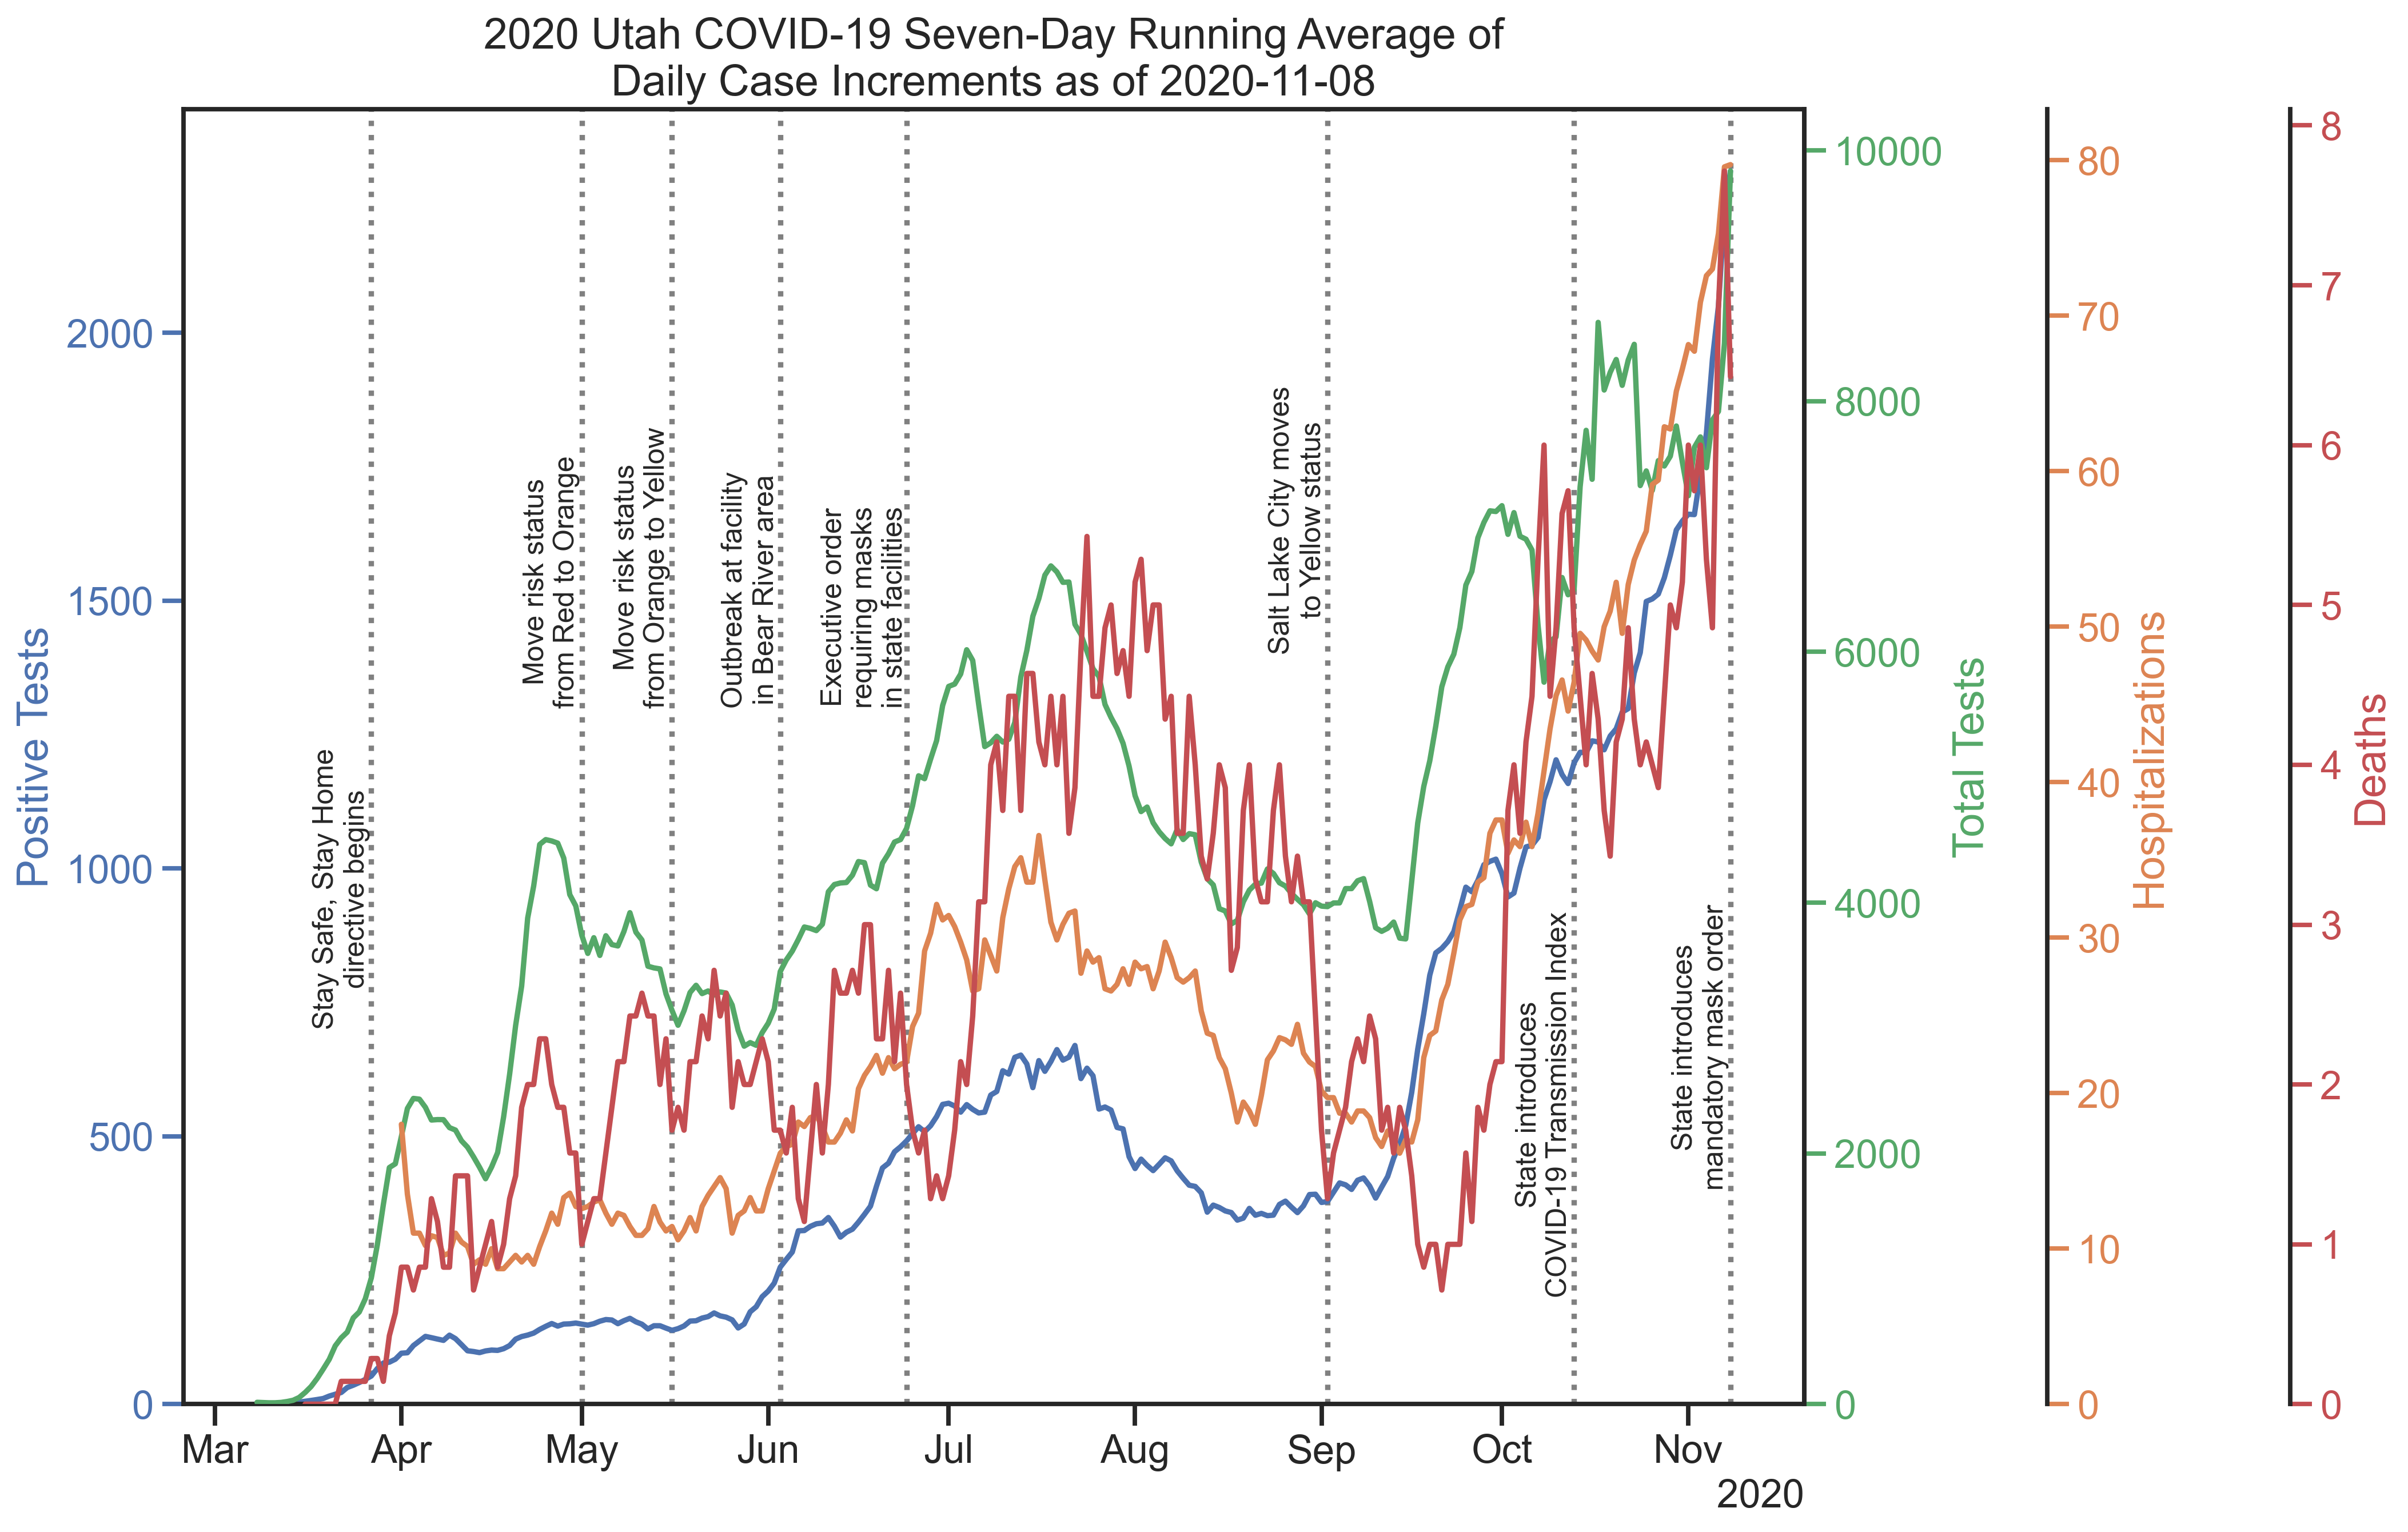 2020 Utah COVID-19 Seven-Day Running Average of
Daily Case Increments as of 2020-11-08
Positive Tests
2000
1500
1000
500
0
Stay Safe, Stay Home
directive begins
Move risk status
from Red to Orange
Move risk status
from Orange to Yellow
Outbreak at facility
in Bear River area
Executive order
requiring masks
in state facilities
Salt Lake City moves
to Yellow status
State introduces
COVID-19 Transmission Index
State introduces
mandatory mask order
10000
8000
6000
4000
2000
0
Total Tests
80
70
60
50
40
30
20
10
0
Hospitalizations
8
7
6
5
4
3
2
1
0
Deaths
Mar
Apr
May
Jun
Jul
Aug
Sep
Oct
Nov
2020